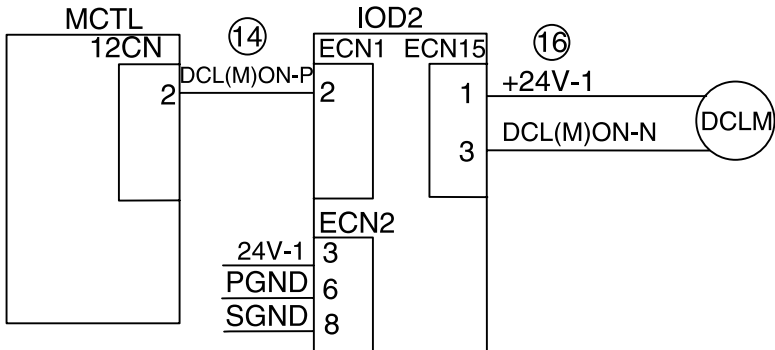 MCTL
IOD2
12CN
14
ECN1
ECN15
16
2
DCL(M)ON-P
2
1
+24V-1
DCLM
3
DCL(M)ON-N
ECN2
24V-1
3
PGND
6
SGND
8